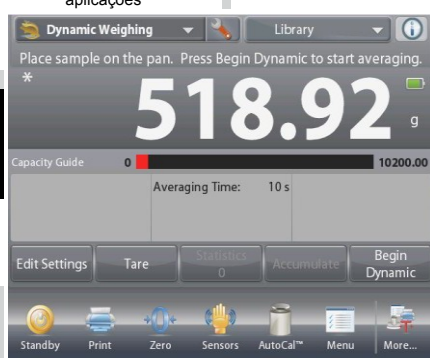 aplicações
Dynamic Weighing
Library
Place sample on the pan. Press Begin Dynamic to start averaging.
*
518.92
g
Capacity Guide 0 10200.00
Averaging Time: 10 s
Edit Settings
Tare
Statistics
0
Accumulate
Begin
Dynamic
Standby Print Zero Sensors AutoCal™ Menu More...